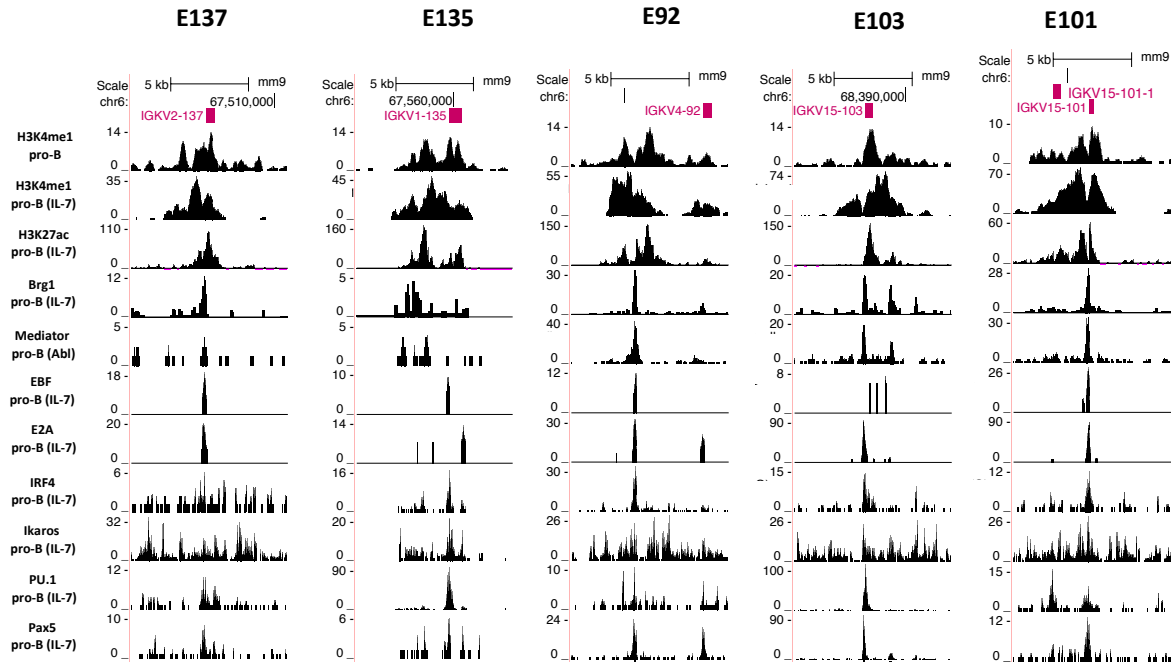 E137 E135 E92 E103 E101
Scale 5 kb mm9 Scale 5 kb mm9 5 kb mm9 Scale 5 kb mm9 Scale 5 kb mm9
chr6: 67,510,000 chr6: 67,560,000 chr6: chr6: 68,390,000 chr6:
IGKV2-137 IGKV1-135 IGKV4-92 IGKV15-103 IGKV15-101-1
IGKV15-101
H3K4me1 14 - 14 - 14 - 14 - 10 -
pro-B 0 _ 0 _ 0 _ 0 _ 0 _
H3K4me1 35 - 45 - 55 - 74 - 70 -
pro-B (IL-7) 0 _ 0 _ 0 _ 0 _ 0 _
H3K27ac 110 - 160 - 150 - 150 - 60 -
pro-B (IL-7) 0 _ 0 _ 0 _ 0 _ 0 _
Brg1 12 - 5 - 30 - 20 - 28 -
pro-B (IL-7) 0 _ 0 _ 0 _ 0 _ 0 _
Mediator 5 - 5 - 40 - 20 - 30 -
pro-B (Abl) 0 _ 0 _ 0 _ 0 _ 0 _
EBF 18 - 10 - 12 - 8 - 26 -
pro-B (IL-7) 0 _ 0 _ 0 _ 0 _ 0 _
E2A 20 - 14 - 30 - 90 - 90 -
pro-B (IL-7) 0 _ 0 _ 0 _ 0 _ 0 _
IRF4 6 - 16 - 30 - 15 - 12 -
pro-B (IL-7) 0 _ 0 _ 0 _ 0 _ 0 _
Ikaros 32 - 20 - 26 - 26 - 26 -
pro-B (IL-7) 0 _ 0 _ 0 _ 0 _ 0 _
PU.1 12 - 90 - 10 - 100 - 15 -
pro-B (IL-7) 0 _ 0 _ 0 _ 0 _ 0 _
Pax5 10 - 6 - 24 - 90 - 12 -
pro-B (IL-7) 0 _ 0 _ 0 _ 0 _ 0 _